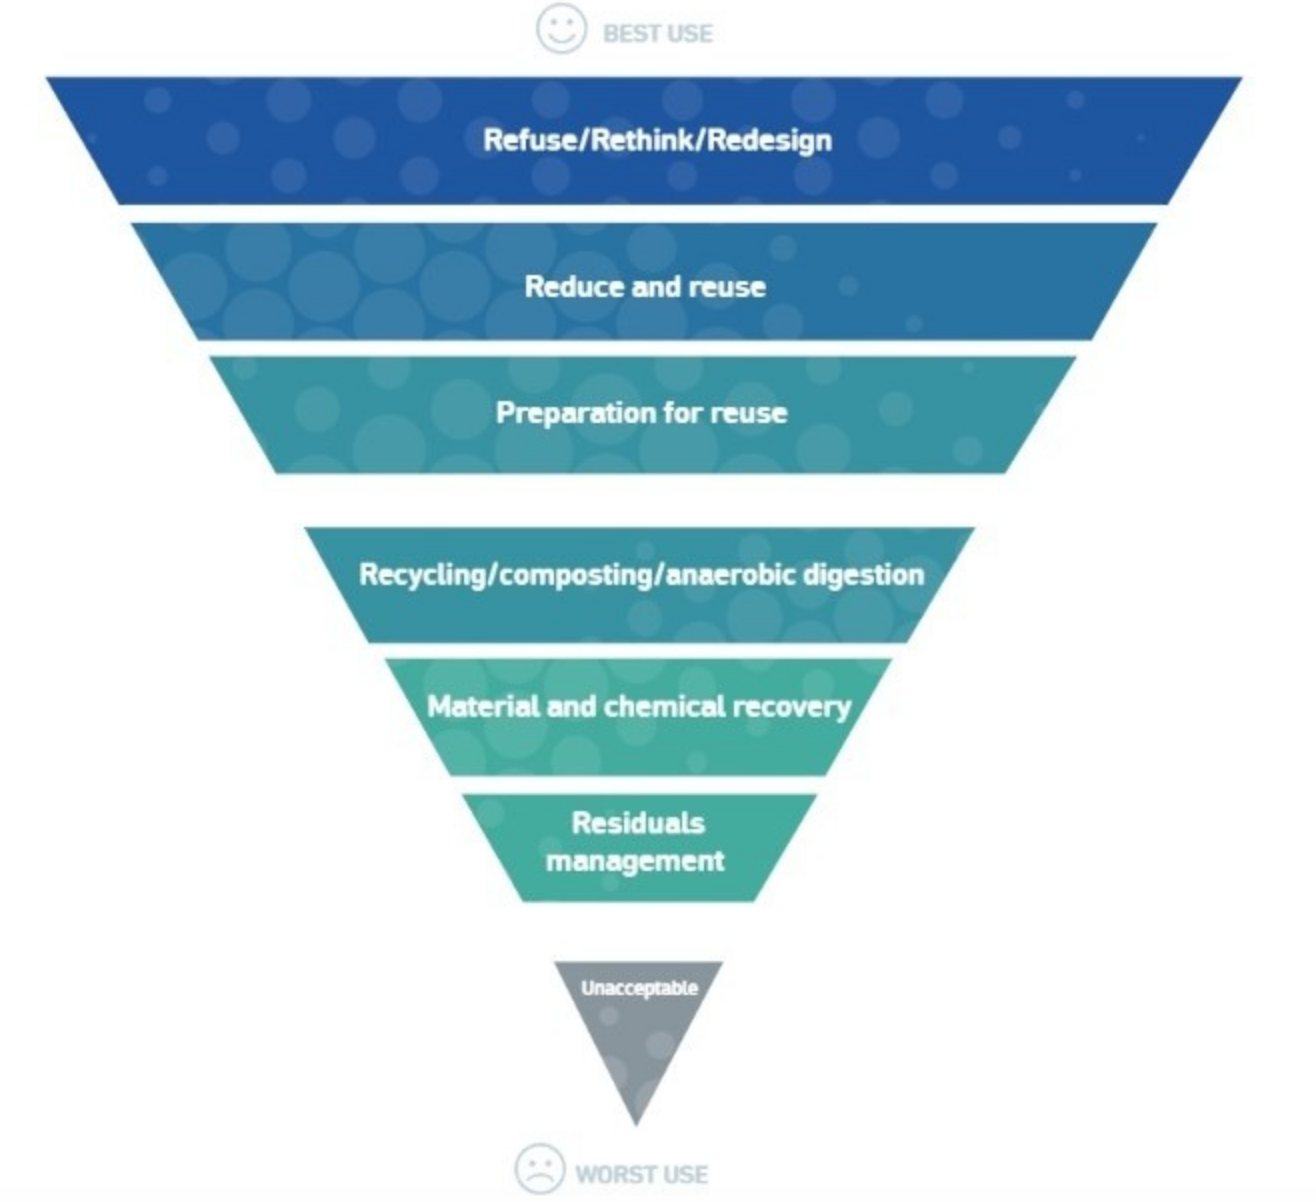 BEST USE
Refuse/Rethink/Redesign
Reduce and reuse
Preparation for reuse
Recycling/composting/anaerobic digestion
Material and chemical recovery
Residuals
management
Unacceptable
WORST USE